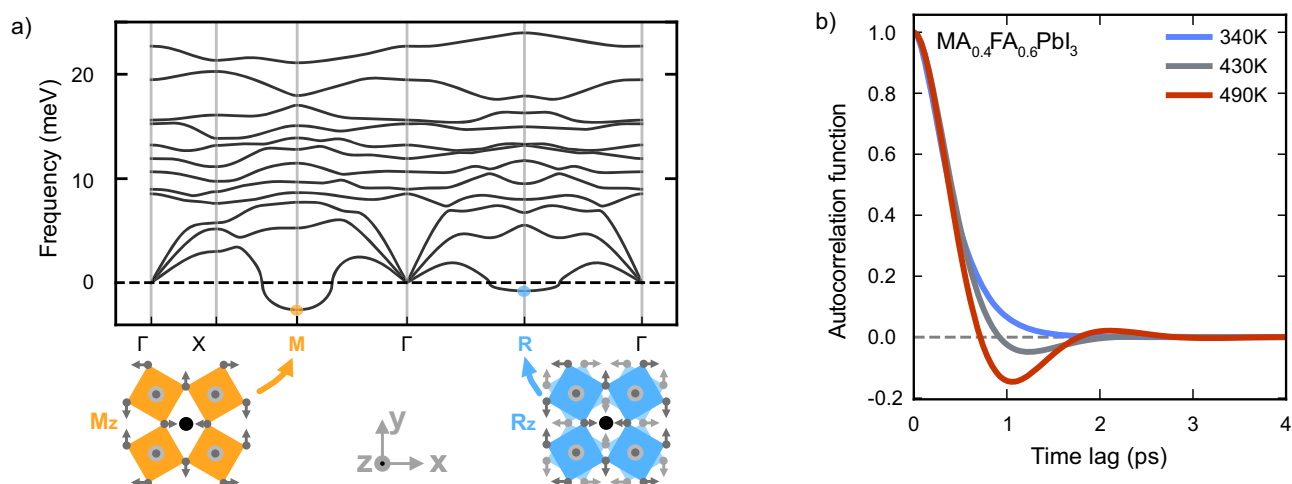 a)
Frequency (meV)
20
10
0
Γ X M Γ R Γ
Mz
y
z x
Rz
b)
Autocorrelation function
1.0
0.8
0.6
0.4
0.2
0.0
-0.2
MA0.4FA0.6PbI3
340K
430K
490K
0 1 2 3 4
Time lag (ps)